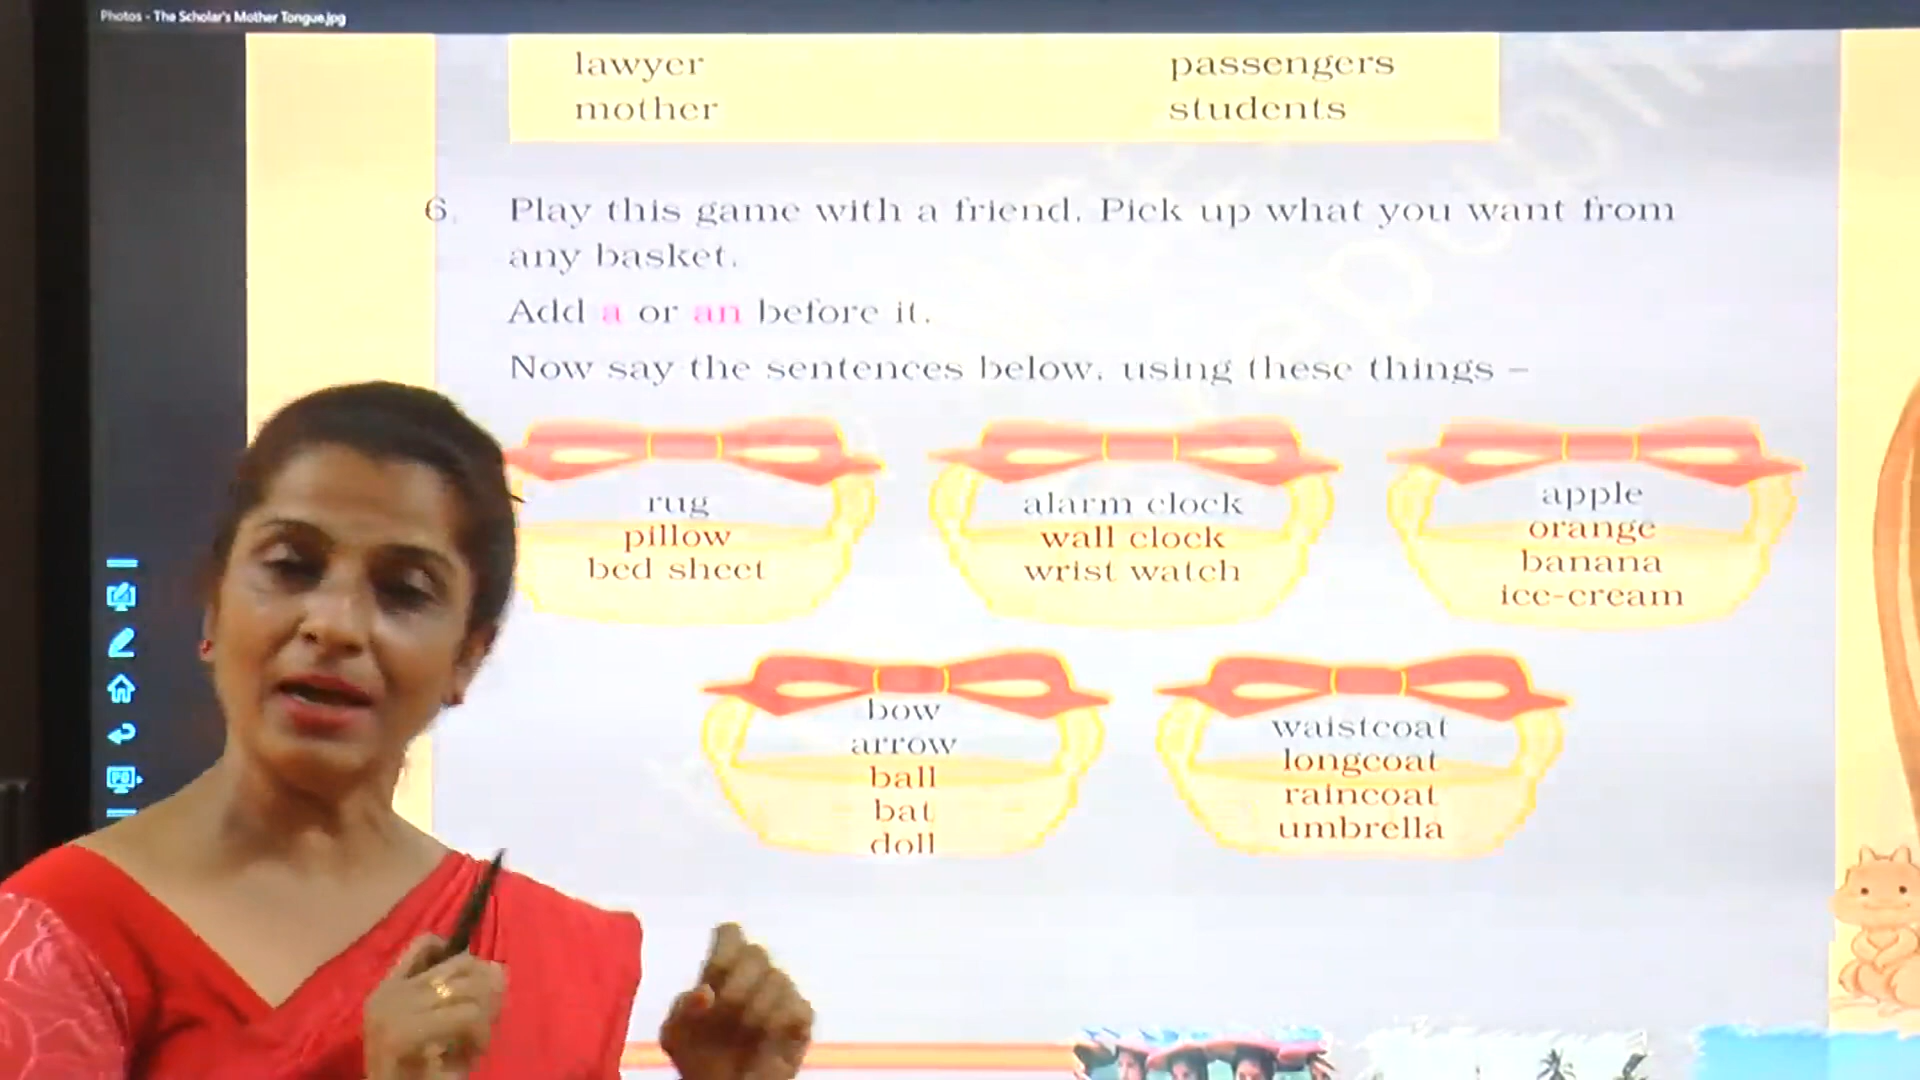 Photos - The Scholar's Mother Tongue.jpg
lawyer passengers
mother students
6. Play this game with a friend. Pick up what you want from
any basket.
Add a or an before it.
Now say the sentences below, using these things –
rug
pillow
bed sheet
alarm clock
wall clock
wrist watch
apple
orange
banana
ice-cream
bow
arrow
ball
bat
doll
waistcoat
longcoat
raincoat
umbrella